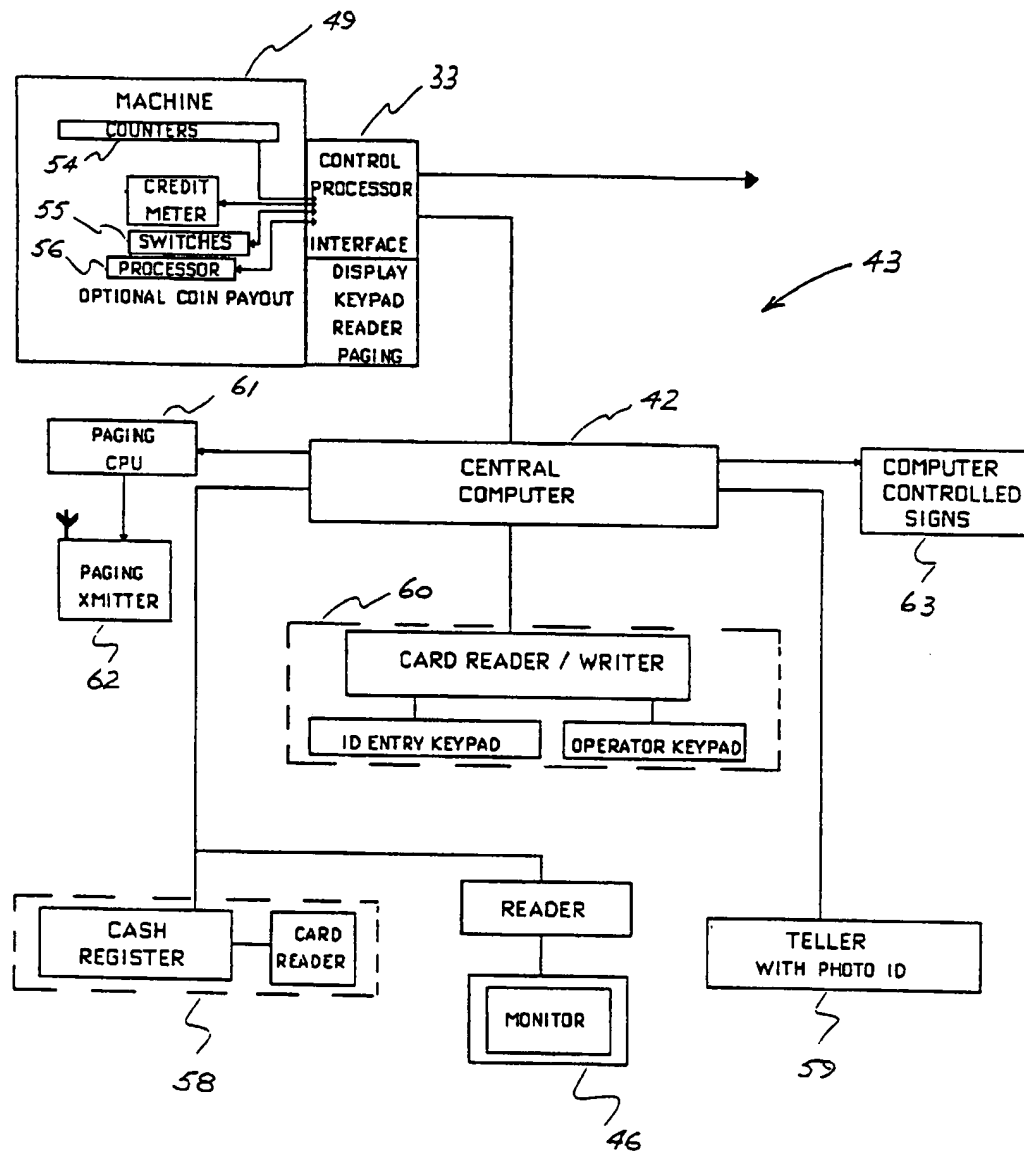 49
MACHINE
COUNTERS
54
CREDIT
METER
55
SWITCHES
56
PROCESSOR
OPTIONAL COIN PAYOUT
33
CONTROL
PROCESSOR
INTERFACE
DISPLAY
KEYPAD
READER
PAGING
43
61
PAGING
CPU
42
CENTRAL
COMPUTER
COMPUTER
CONTROLLED
SIGNS
63
PAGING
XMITTER
62
60
CARD READER / WRITER
ID ENTRY KEYPAD
OPERATOR KEYPAD
CASH
REGISTER
CARD
READER
58
READER
MONITOR
46
TELLER
WITH PHOTO ID
59